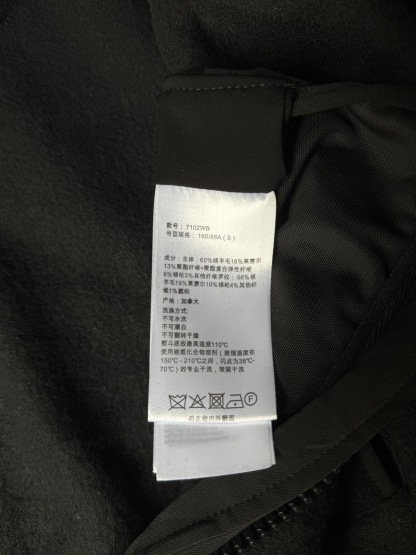 款号: 7102WB
号型规格: 160/88A(S)
成分: 主体: 60%绵羊毛16%莱赛尔
13%聚酯纤维+聚酯复合弹性纤维
8%锦纶3%其他纤维罗纹: 66%绵
羊毛19%莱赛尔10%锦纶4%其他纤
维1%氨纶
产地: 加拿大
洗涤方式:
不可水洗
不可漂白
不可翻转干燥
熨斗底板最高温度110℃
使用碳氢化合物溶剂(蒸馏温度在
150℃-210℃之间,闪点为38℃-
70℃)的专业干洗,常规干洗
F